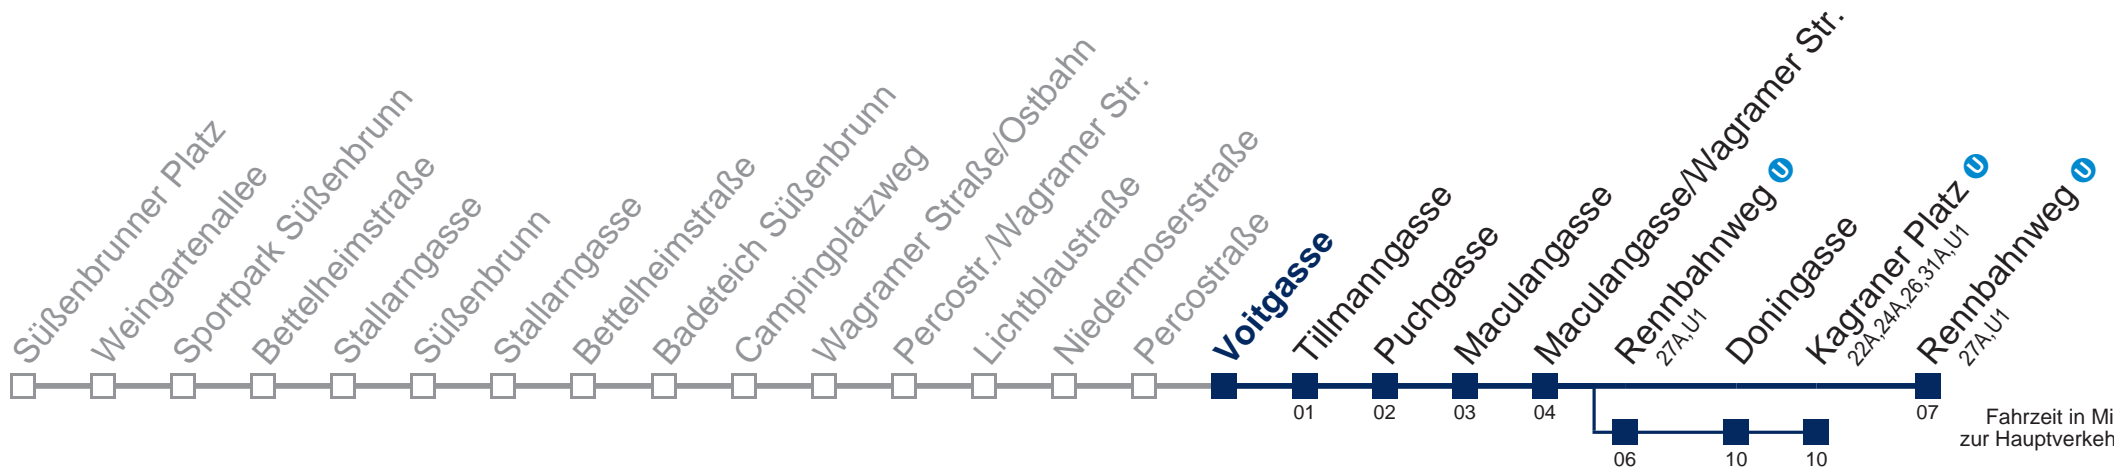 Süßenbrunner Platz
Weingartenallee
Sportpark Süßenbrunn
Bettelheimstraße
Stallarngasse
Süßenbrunn
Stallarngasse
Bettelheimstraße
Badeteich Süßenbrunn
Campingplatzweg
Wagramer Straße/Ostbahn
Percostr./Wagramer Str.
Lichtblaustraße
Niedermoserstraße
Percostraße
Voitgasse
Tillmanngasse
Puchgasse
Maculangasse
Maculangasse/Wagramer Str.
Rennbahnweg U
27A,U1
Doningasse
Kagraner Platz U
22A,24A,26,31A,U1
Rennbahnweg U
27A,U1
01
02
03
04
07
06
10
10
Fahrzeit in Mi
zur Hauptverkeh